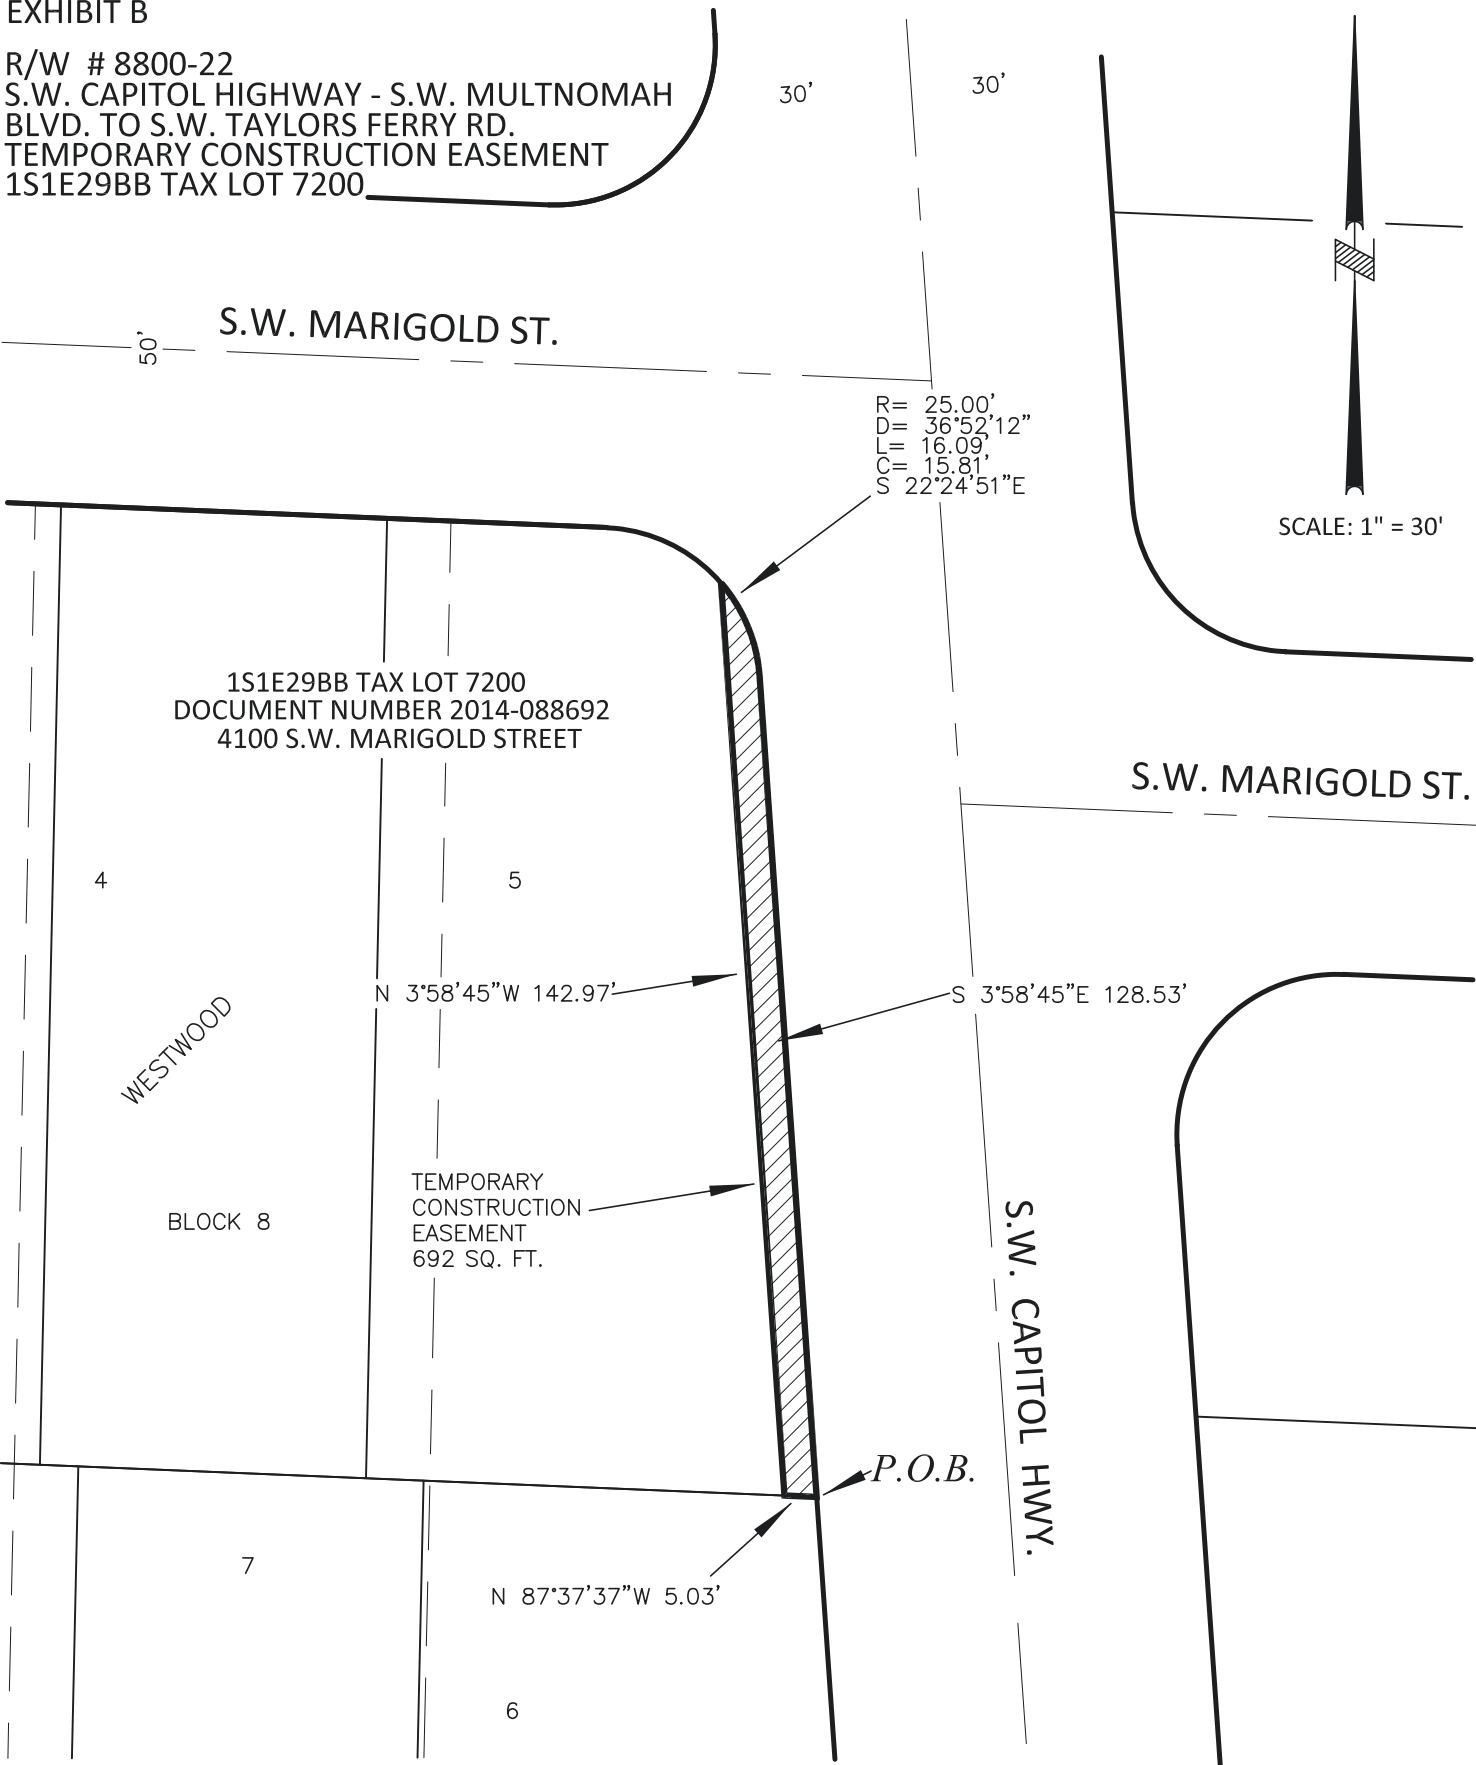 EXHIBIT B
R/W # 8800-22
S.W. CAPITOL HIGHWAY - S.W. MULTNOMAH
BLVD. TO S.W. TAYLORS FERRY RD.
TEMPORARY CONSTRUCTION EASEMENT
1S1E29BB TAX LOT 7200
30'
30'
S.W. MARIGOLD ST.
50'
R= 25.00'
D= 36°52'12"
L= 16.09'
C= 15.81'
S 22°24'51"E
SCALE: 1" = 30'
1S1E29BB TAX LOT 7200
DOCUMENT NUMBER 2014-088692
4100 S.W. MARIGOLD STREET
S.W. MARIGOLD ST.
4
5
N 3°58'45"W 142.97'
S 3°58'45"E 128.53'
WESTWOOD
TEMPORARY
CONSTRUCTION
EASEMENT
692 SQ. FT.
BLOCK 8
S.W. CAPITOL HWY.
P.O.B.
7
N 87°37'37"W 5.03'
6